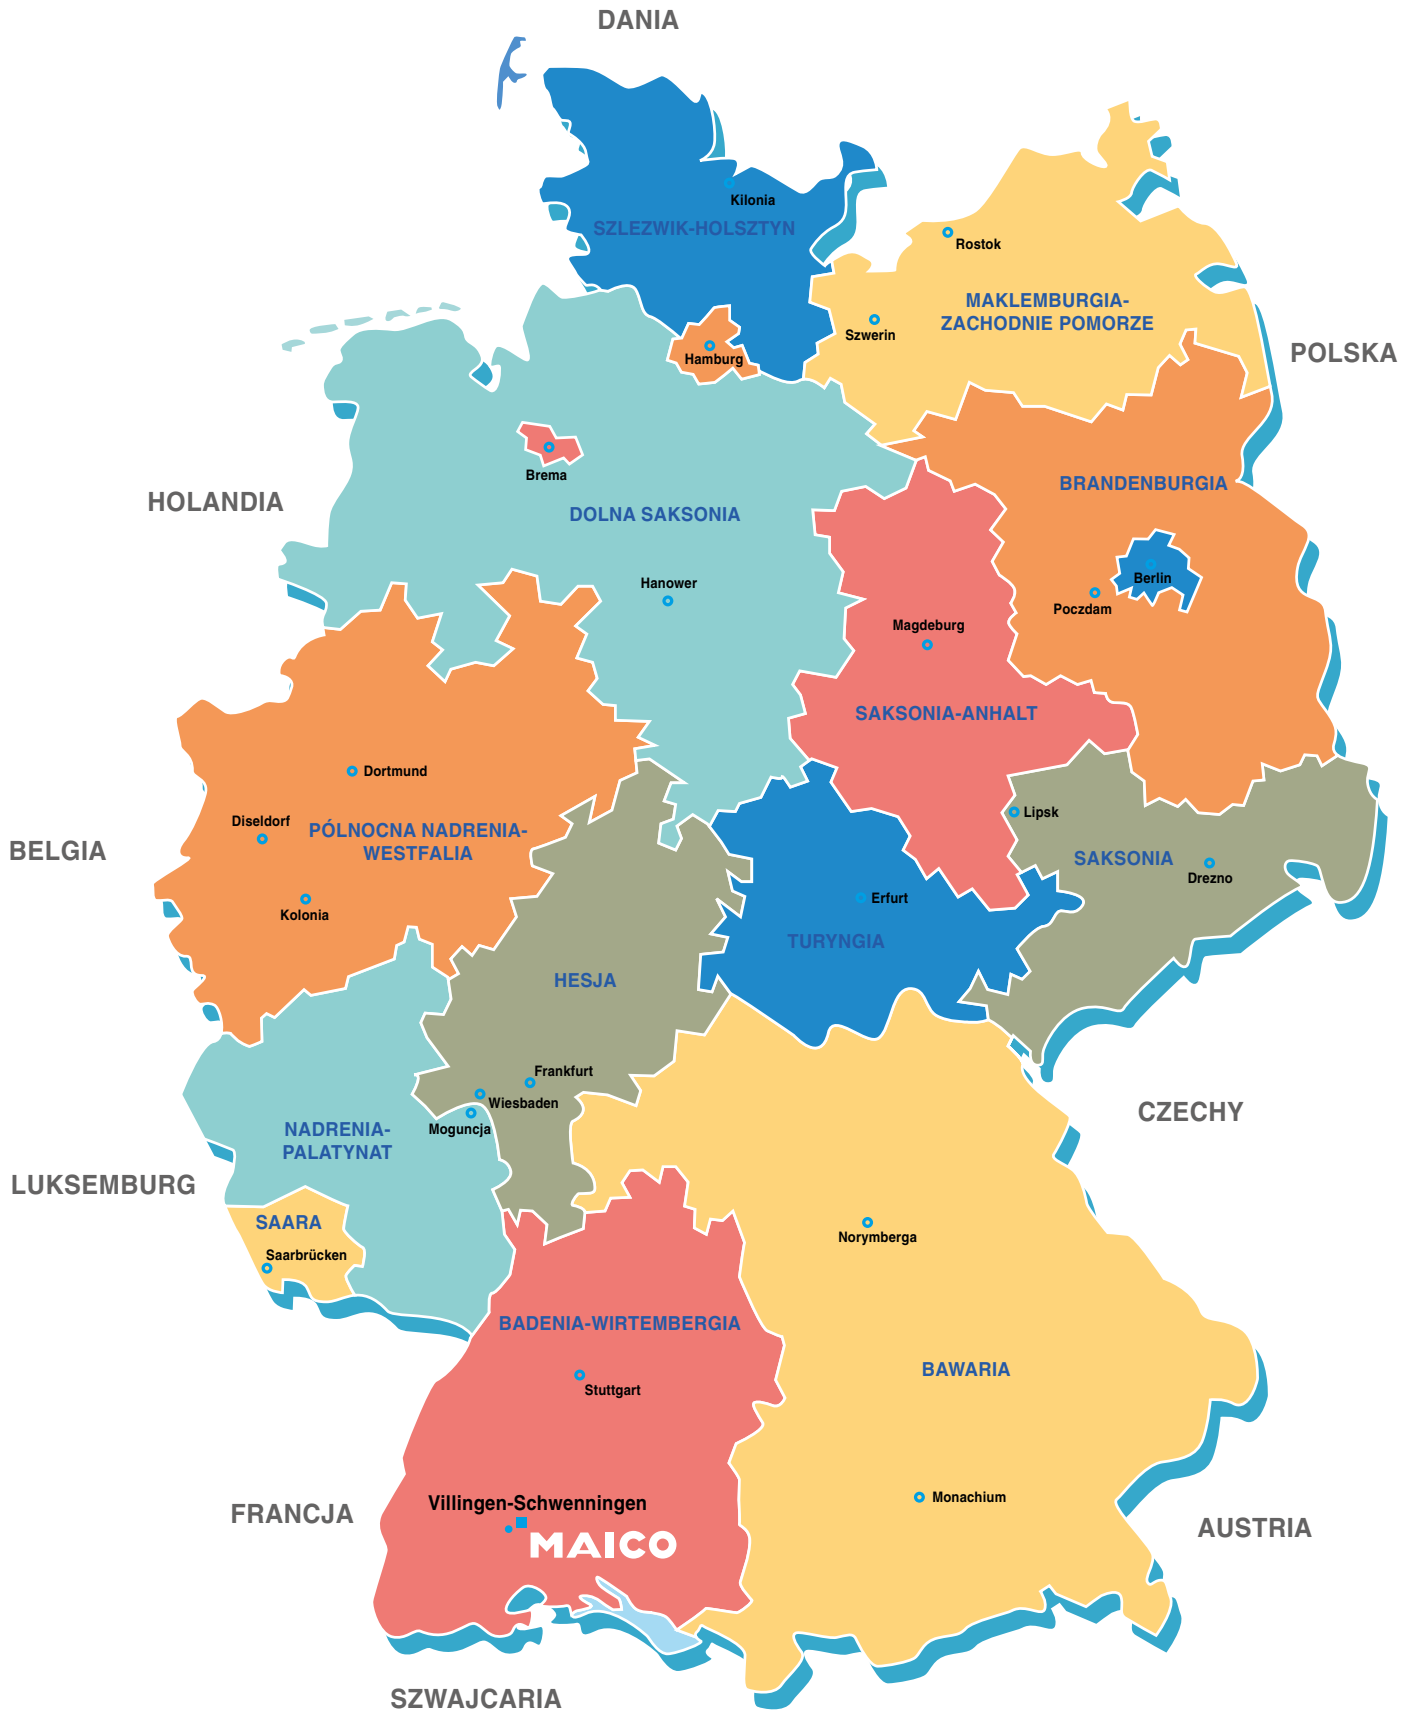 DANIA
Kilonia
SZLEZWIK-HOLSZTYN
Rostok
MAKLEMBURGIA-
ZACHODNIE POMORZE
Szwerin
POLSKA
Hamburg
Brema
BRANDENBURGIA
HOLANDIA
DOLNA SAKSONIA
Hanower
Berlin
Poczdam
Magdeburg
SAKSONIA-ANHALT
Dortmund
Diseldorf
PÓLNOCNA NADRENIA-
WESTFALIA
Lipsk
BELGIA
SAKSONIA
Drezno
Kolonia
Erfurt
TURYNGIA
HESJA
Frankfurt
Wiesbaden
Moguncja
CZECHY
NADRENIA-
PALATYNAT
LUKSEMBURG
SAARA
Saarbrücken
Norymberga
BADENIA-WIRTEMBERGIA
BAWARIA
Stuttgart
Monachium
Villingen-Schwenningen
MAICO
FRANCJA
AUSTRIA
SZWAJCARIA